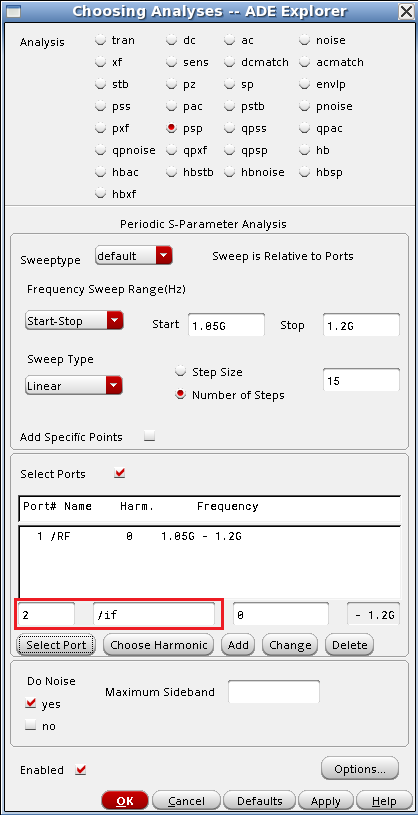 Choosing Analyses -- ADE Explorer
Analysis tran dc ac noise
xf sens dcmatch acmatch
stb pz sp envlp
pss pac pstb pnoise
pxf psp qpss qpac
qpnoise qpxf qpsp hb
hbac hbstb hbnoise hbsp
hbxf
Periodic S-Parameter Analysis
Sweeptype default Sweep is Relative to Ports
Frequency Sweep Range(Hz)
Start-Stop Start 1.05G Stop 1.2G
Sweep Type
Step Size
Linear 15
Number of Steps
Add Specific Points
Select Ports
Port# Name Harm. Frequency
1 /RF 0 1.05G - 1.2G
2 /if 0 - 1.2G
Select Port Choose Harmonic Add Change Delete
Do Noise
Maximum Sideband
yes
no
Enabled Options...
OK Cancel Defaults Apply Help